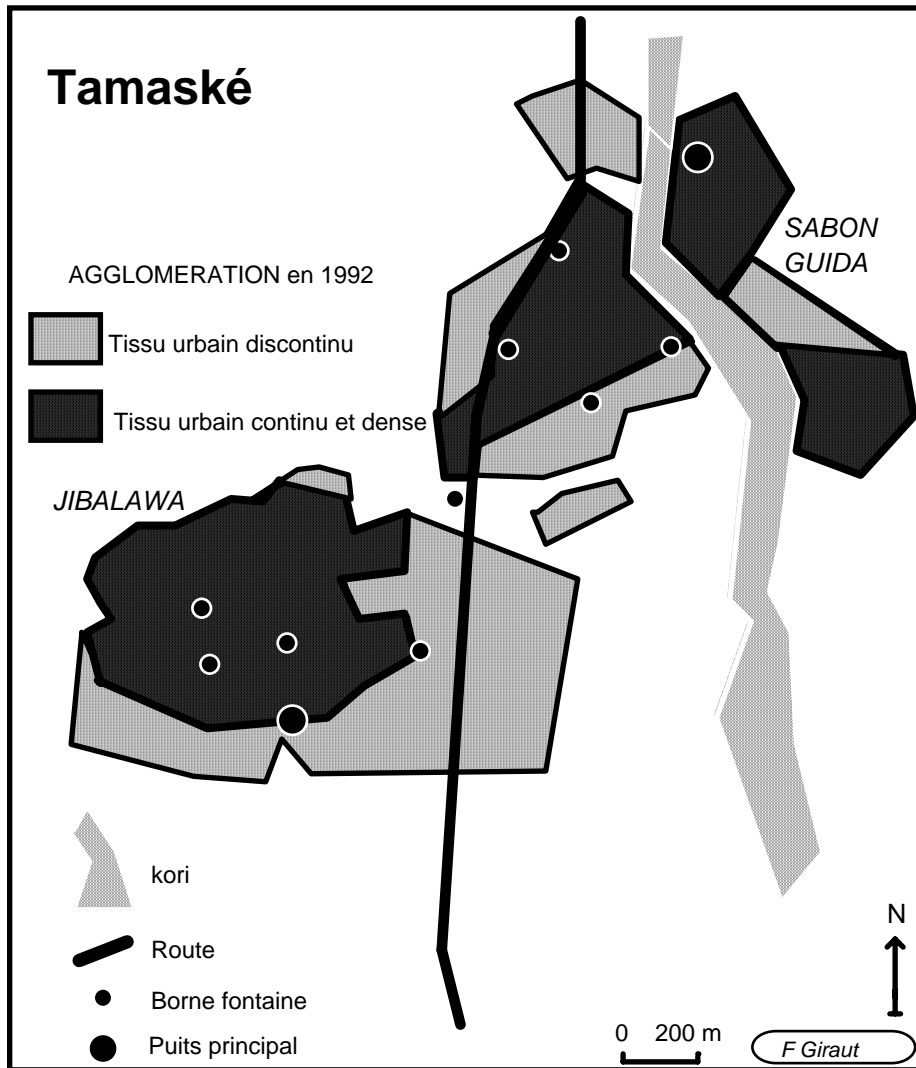 Tamaské
SABON
GUIDA
AGGLOMERATION en 1992
Tissu urbain discontinu
Tissu urbain continu et dense
JIBALAWA
kori
N
Route
Borne fontaine
Puits principal
0 200 m
F Giraut